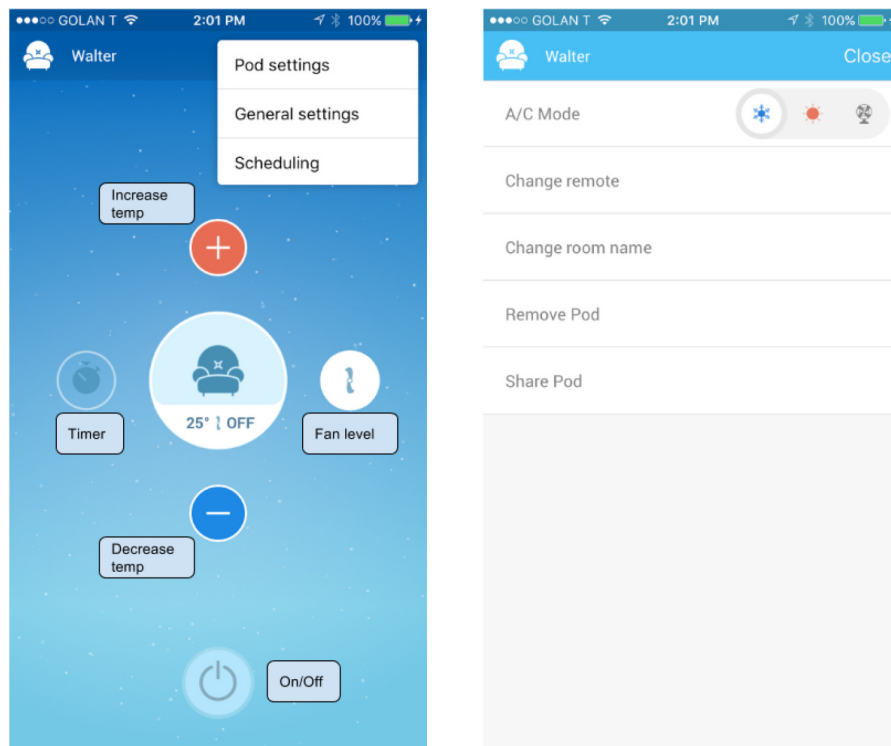 GOLAN T 2:01 PM 100%
Walter
Pod settings
General settings
Scheduling
Increase
temp
25° OFF
Timer
Fan level
Decrease
temp
On/Off
GOLAN T 2:01 PM 100%
Walter Close
A/C Mode
Change remote
Change room name
Remove Pod
Share Pod